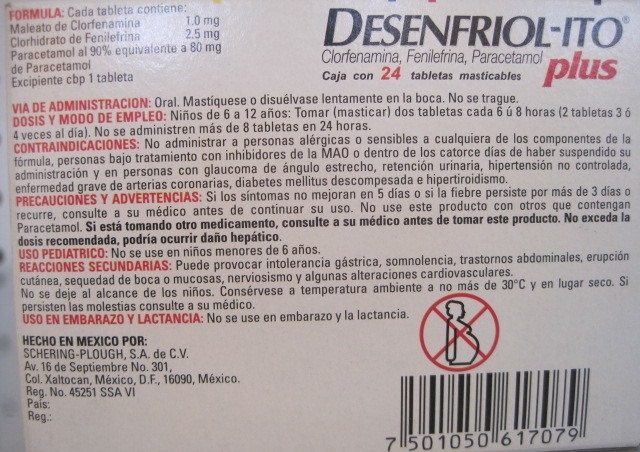 FORMULA: Cada tableta contiene:
Maleato de Clorfenamina 1.0 mg
Clorhidrato de Fenilefrina 2.5 mg
Paracetamol al 90% equivalente a 80 mg
de Paracetamol
Excipiente cbp 1 tableta
DESENFRIOL-ITO®
Clorfenamina, Fenilefrina, Paracetamol
plus
Caja con 24 tabletas masticables
VIA DE ADMINISTRACION: Oral. Mastíquese o disuélvase lentamente en la boca. No se trague.
DOSIS Y MODO DE EMPLEO: Niños de 6 a 12 años: Tomar (masticar) dos tabletas cada 6 ú 8 horas (2 tabletas 3 ó
4 veces al día). No se administren más de 8 tabletas en 24 horas.
CONTRAINDICACIONES: No administrar a personas alérgicas o sensibles a cualquiera de los componentes de la
fórmula, personas bajo tratamiento con inhibidores de la MAO o dentro de los catorce días de haber suspendido su
administración y en personas con glaucoma de ángulo estrecho, retención urinaria, hipertensión no controlada,
enfermedad grave de arterias coronarias, diabetes mellitus descompesada e hipertiroidismo.
PRECAUCIONES Y ADVERTENCIAS: Si los síntomas no mejoran en 5 días o si la fiebre persiste por más de 3 días o
recurre, consulte a su médico antes de continuar su uso. No use este producto con otros que contengan
Paracetamol. Si está tomando otro medicamento, consulte a su médico antes de tomar este producto. No exceda la
dosis recomendada, podría ocurrir daño hepático.
USO PEDIATRICO: No se use en niños menores de 6 años.
REACCIONES SECUNDARIAS: Puede provocar intolerancia gástrica, somnolencia, trastornos abdominales, erupción
cutánea, sequedad de boca o mucosas, nerviosismo y algunas alteraciones cardiovasculares.
No se deje al alcance de los niños. Consérvese a temperatura ambiente a no más de 30°C y en lugar seco. Si
persisten las molestias consulte a su médico.
USO EN EMBARAZO Y LACTANCIA: No se use en embarazo y la lactancia.
HECHO EN MEXICO POR:
SCHERING-PLOUGH, S.A. de C.V.
Av. 16 de Septiembre No. 301,
Col. Xaltocan, México, D.F., 16090, México.
Reg. No. 45251 SSA VI
País:
Reg.:
7 501050 617079